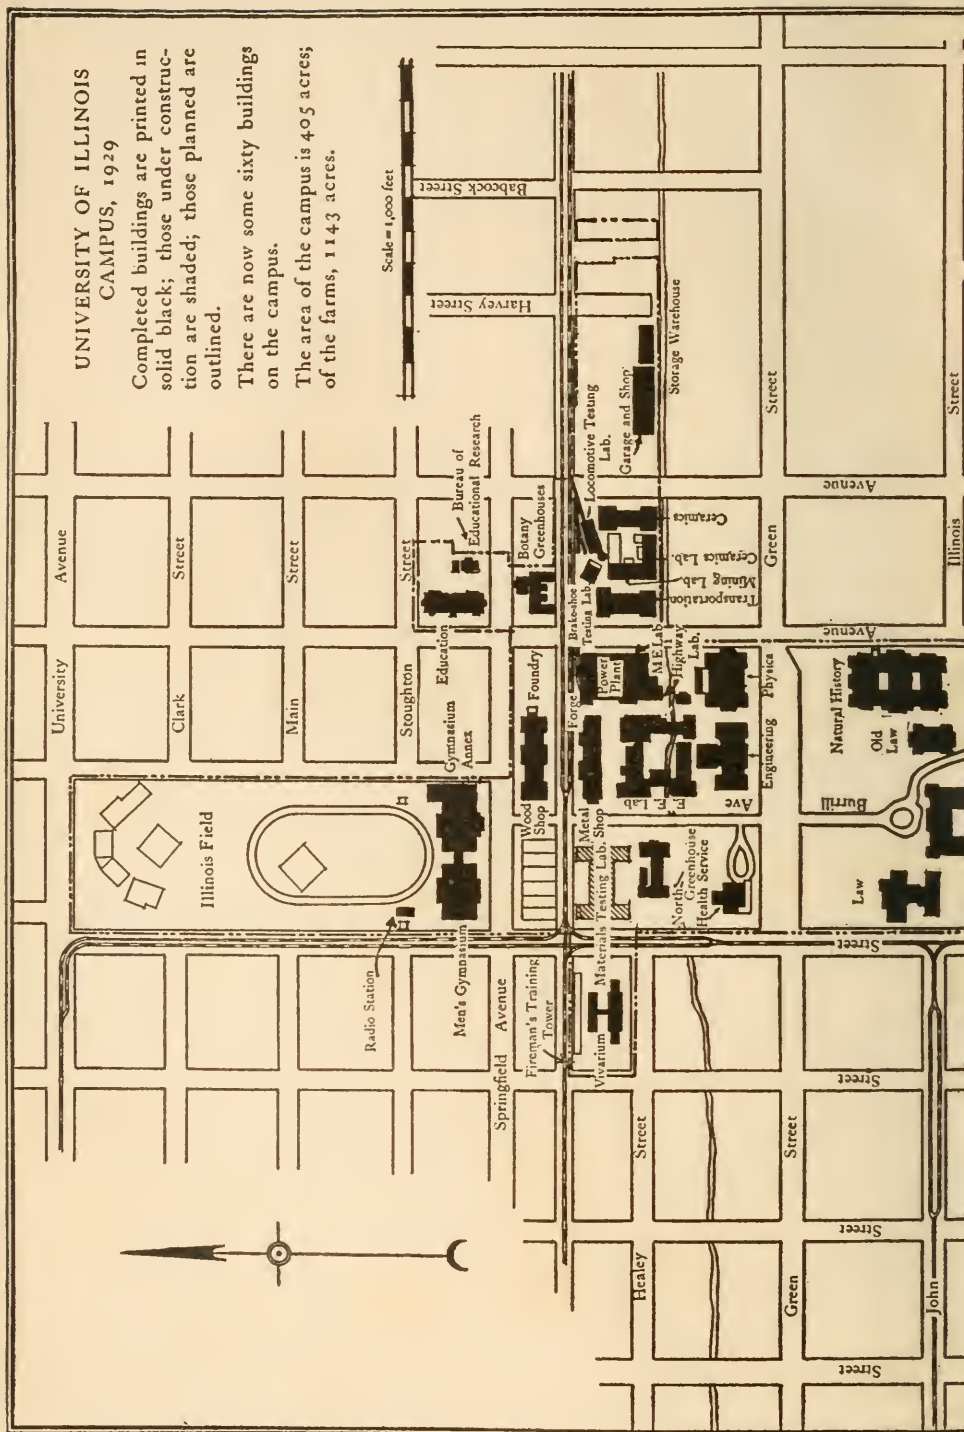 UNIVERSITY OF ILLINOIS
CAMPUS, 1929
Completed buildings are printed in
solid black; those under construc-
tion are shaded; those planned are
outlined.
There are now some sixty buildings
on the campus.
The area of the campus is 405 acres;
of the farms, 1143 acres.
Scale = 1,000 feet
Babcock Street
Harvey Street
University
Avenue
Clark
Street
Main
Street
Stoughton
Street
Illinois Field
Radio Station
Men's Gymnasium
Gymnasium
Annex
Education
Bureau of
Educational Research
Springfield
Avenue
Botany
Greenhouses
Fireman's Training
Tower
Wood
Shop
Foundry
Forge
Power
Plant
Brake-shoe
Testing Lab
Locomotive Testing
Lab.
Garage and Shop
Storage Warehouse
Vivarium
Materials Testing Lab.
Metal
Shop
M E Lab
Highway
Lab.
Transportation
Mining Lab.
Ceramics Lab.
Ceramics
E. E.
Lab
North
Greenhouse
Health Service
Engineering
Physics
Healey
Street
Green
Street
Green
Street
Burrill
Ave
Avenue
Avenue
Natural History
Old
Law
Law
Street
Street
Street
Street
John
Illinois
Street